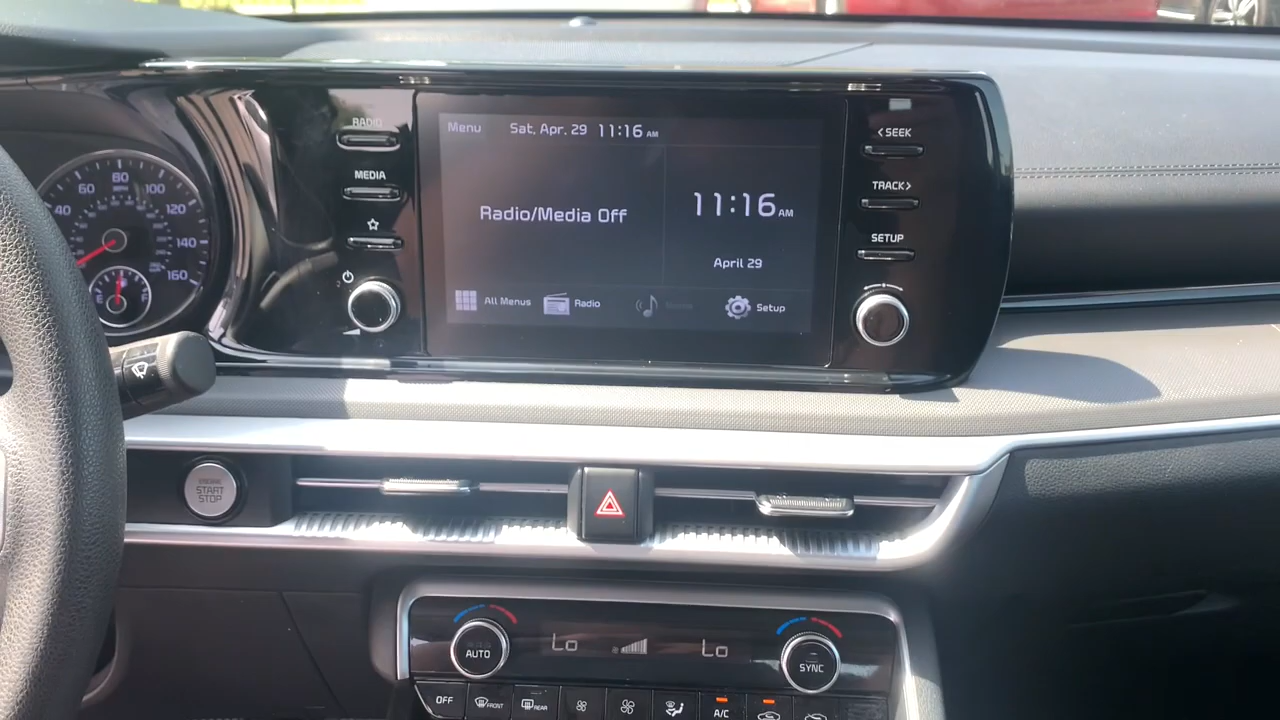 RADIO
MEDIA
Menu
Sat, Apr. 29 11:16 AM
Radio/Media Off
11:16 AM
April 29
All Menus
Radio
Setup
< SEEK
TRACK >
SETUP
40
60
80
MPH
100
120
140
160
E
F
ENGINE
START
STOP
AUTO
Lo
Lo
SYNC
OFF
FRONT
REAR
A/C